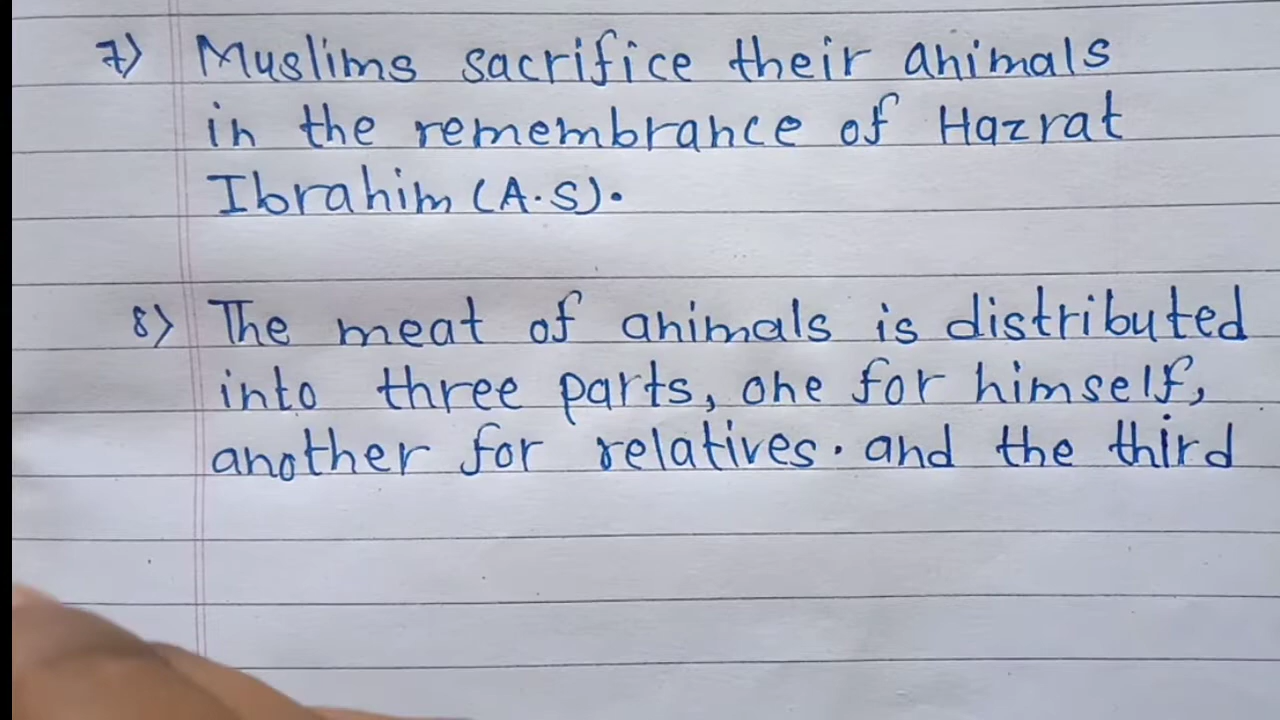 7) Muslims sacrifice their animals
in the remembrance of Hazrat
Ibrahim (A.S).
8) The meat of animals is distributed
into three parts, one for himself,
another for relatives. and the third